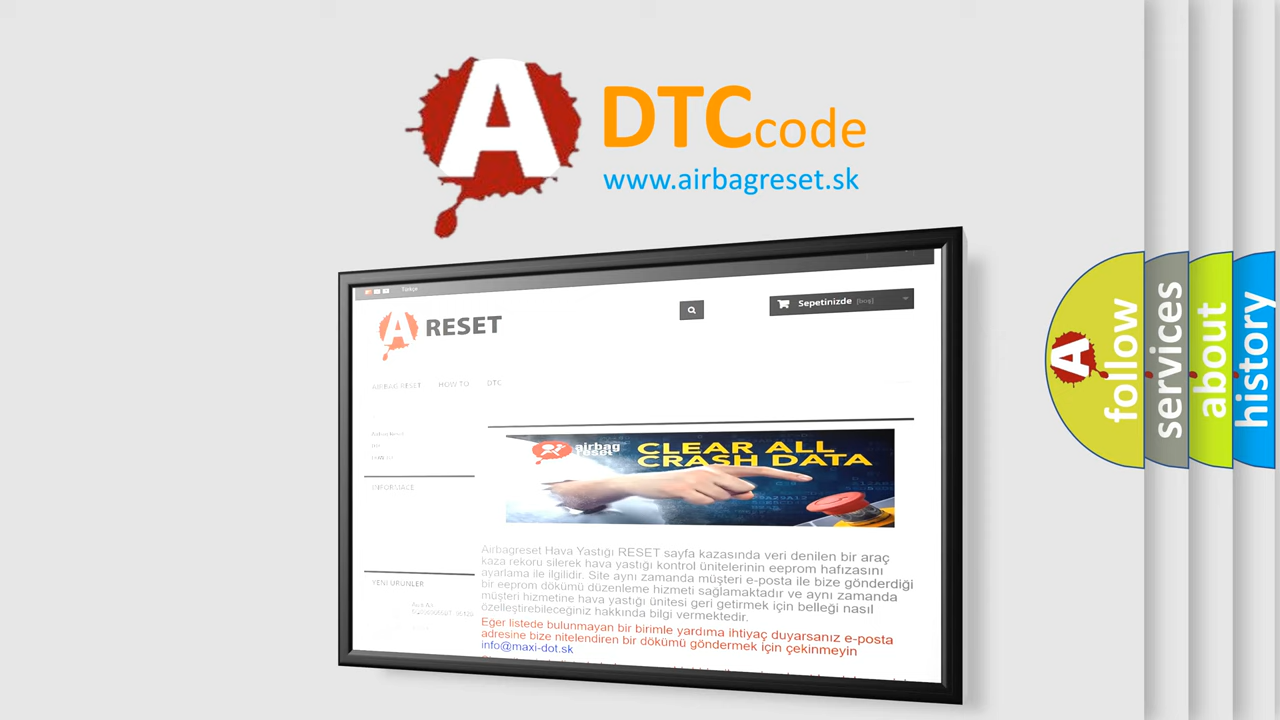 A DTCcode
www.airbagreset.sk
Türkçe
A RESET
Sepetinizde [boş]
AIRBAG RESET HOW TO DTC
airbag reset
CLEAR ALL
CRASH DATA
INFORMACE
Airbagreset Hava Yastığı RESET sayfa kazasında veri denilen bir araç
kaza rekoru silerek hava yastığı kontrol ünitelerinin eeprom hafızasını
ayarlama ile ilgilidir. Site aynı zamanda müşteri e-posta ile bize gönderdiği
bir eeprom dökümü düzenleme hizmeti sağlamaktadır ve aynı zamanda
müşteri hizmetine hava yastığı ünitesi geri getirmek için belleği nasıl
özelleştirebileceğiniz hakkında bilgi vermektedir.
Eger listede bulunmayan bir birimle yardıma ihtiyaç duyarsanız e-posta
adresine bize nitelendiren bir dökümü göndermek için çekinmeyin
info@maxi-dot.sk
YENI ÜRÜNLER
A follow
services
about
history